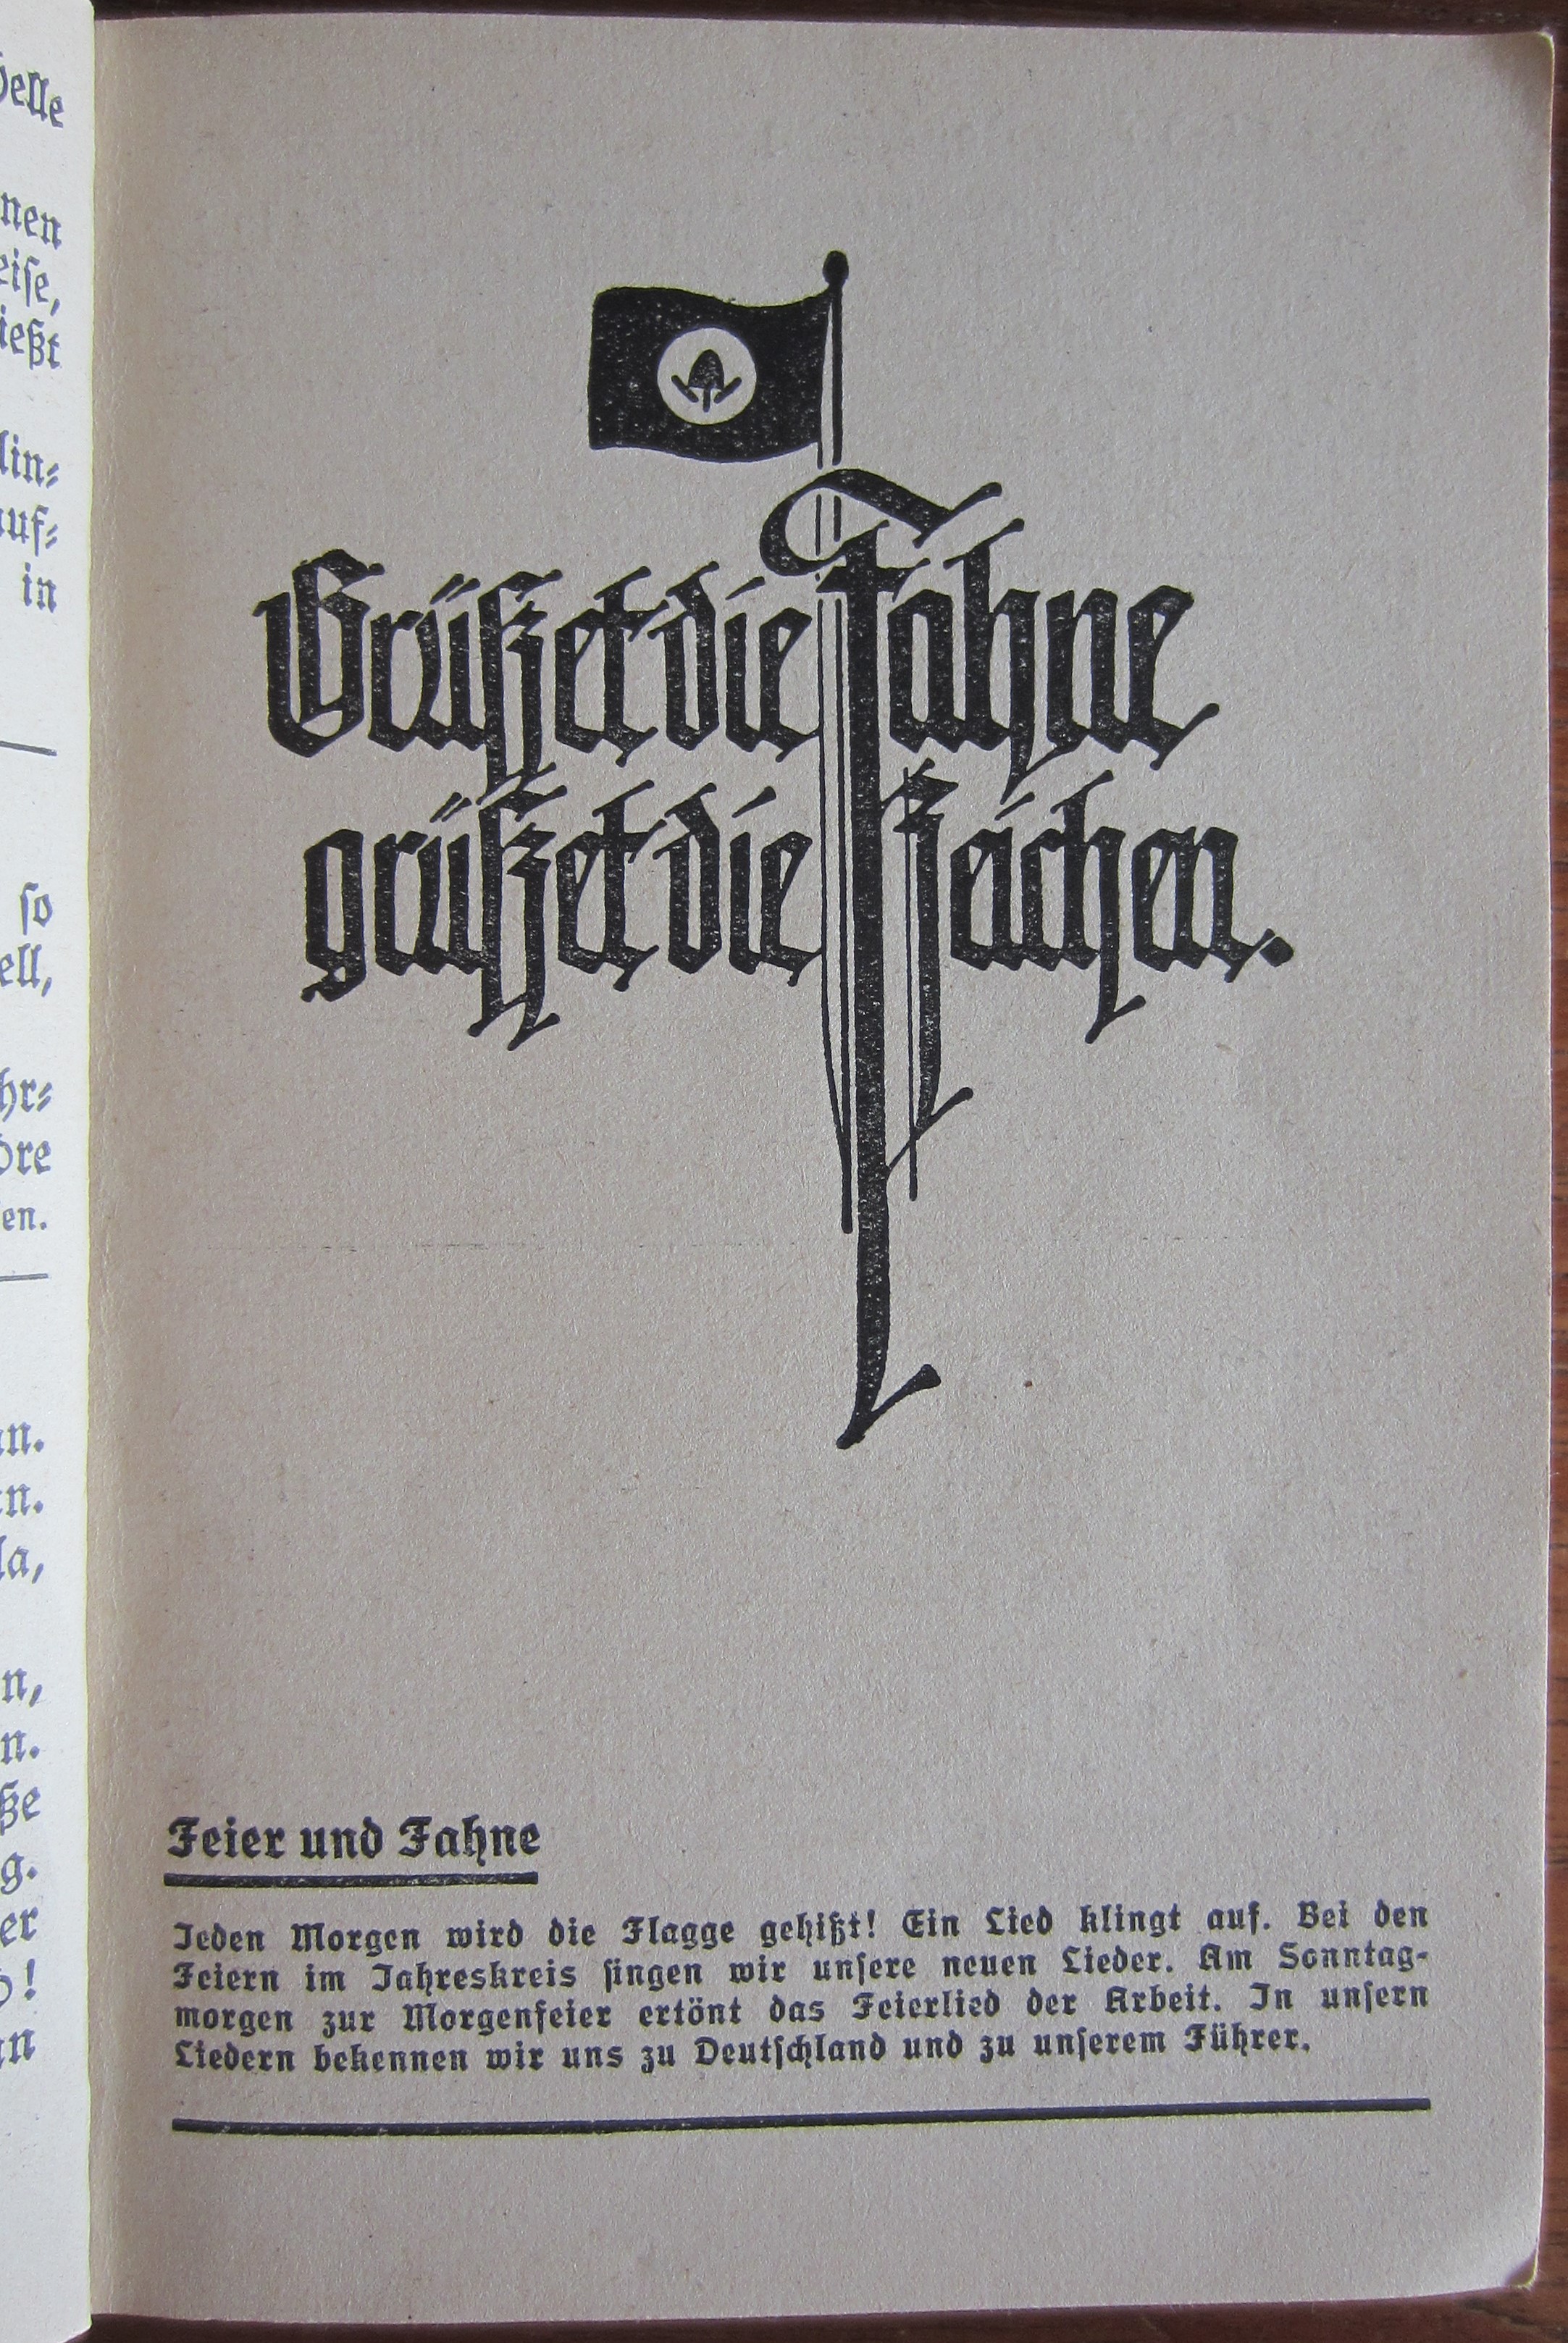 Grüßet die Fahne
grüßet die Zeichen.
Feier und Fahne
Jeden Morgen wird die Flagge gehißt! Ein Lied klingt auf. Bei den
Feiern im Jahreskreis ſingen wir unſere neuen Lieder. Am Sonntag-
morgen zur Morgenfeier ertönt das Feierlied der Arbeit. In unſern
Liedern bekennen wir uns zu Deutſchland und zu unſerem Führer.